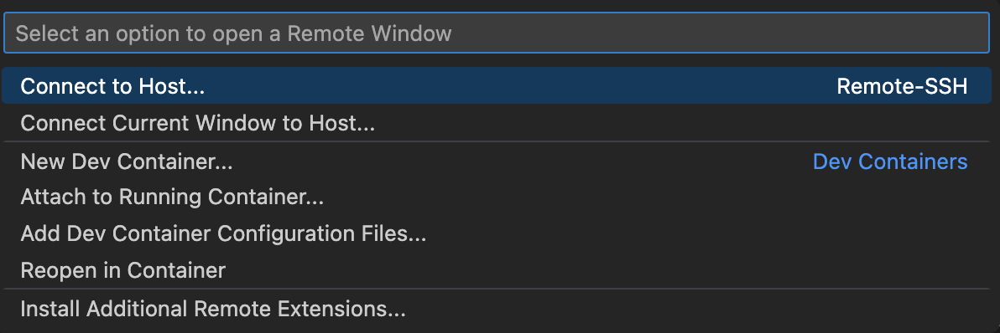 Select an option to open a Remote Window
Connect to Host... Remote-SSH
Connect Current Window to Host...
New Dev Container... Dev Containers
Attach to Running Container...
Add Dev Container Configuration Files...
Reopen in Container
Install Additional Remote Extensions...